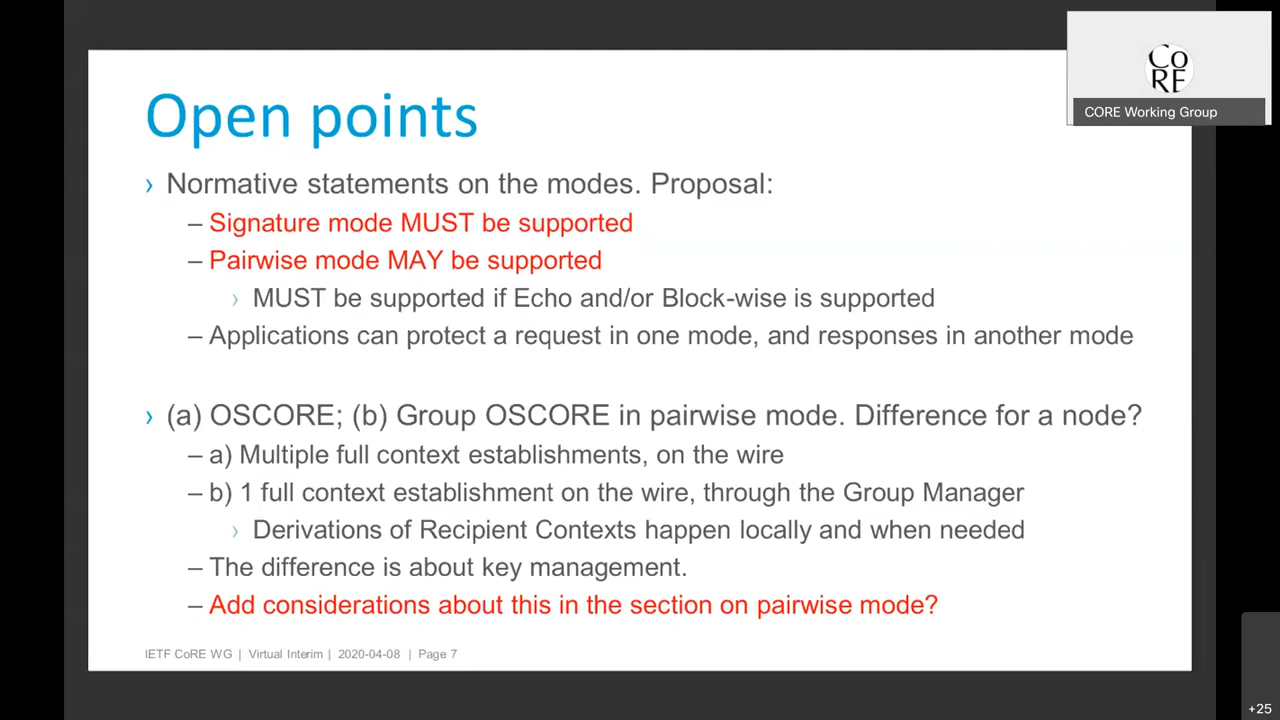 Open points
› Normative statements on the modes. Proposal:
– Signature mode MUST be supported
– Pairwise mode MAY be supported
› MUST be supported if Echo and/or Block-wise is supported
– Applications can protect a request in one mode, and responses in another mode
› (a) OSCORE; (b) Group OSCORE in pairwise mode. Difference for a node?
– a) Multiple full context establishments, on the wire
– b) 1 full context establishment on the wire, through the Group Manager
› Derivations of Recipient Contexts happen locally and when needed
– The difference is about key management.
– Add considerations about this in the section on pairwise mode?
IETF CoRE WG | Virtual Interim | 2020-04-08 | Page 7
Co
RE
CORE Working Group
+25